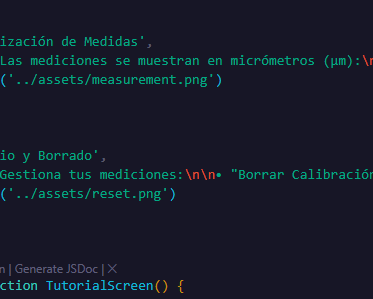 ización de Medidas',
Las mediciones se muestran en micrómetros (µm):\n
('../assets/measurement.png')
io y Borrado',
Gestiona tus mediciones:\n\n• "Borrar Calibración
('../assets/reset.png')
n | Generate JSDoc | X
ction TutorialScreen() {